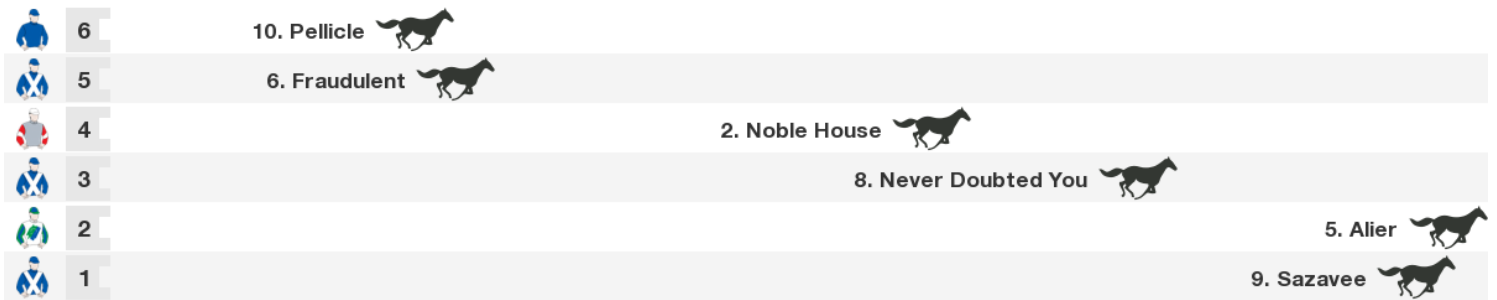 6 10. Pellicle
5 6. Fraudulent
4 2. Noble House
3 8. Never Doubted You
2 5. Alier
1 9. Sazavee